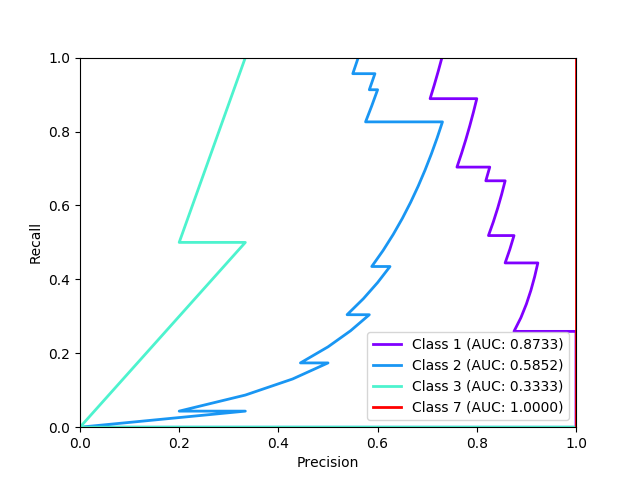 1.0
0.8
0.6
0.4
0.2
0.0
Recall
Class 1 (AUC: 0.8733)
Class 2 (AUC: 0.5852)
Class 3 (AUC: 0.3333)
Class 7 (AUC: 1.0000)
0.0 0.2 0.4 0.6 0.8 1.0
Precision